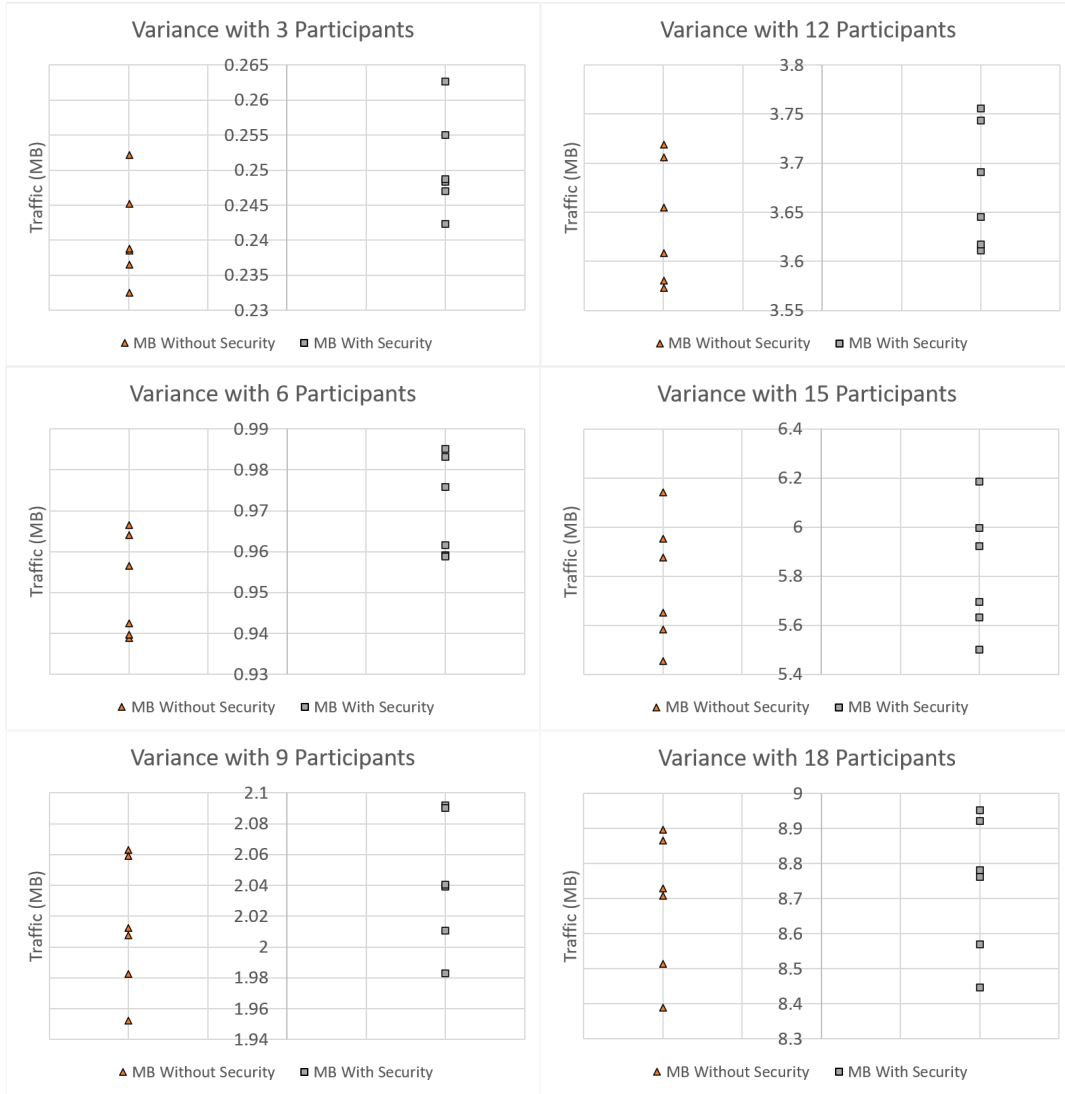 Variance with 3 Participants
Traffic (MB)
0.265
0.26
0.255
0.25
0.245
0.24
0.235
0.23
MB Without Security
MB With Security
Variance with 12 Participants
Traffic (MB)
3.8
3.75
3.7
3.65
3.6
3.55
MB Without Security
MB With Security
Variance with 6 Participants
Traffic (MB)
0.99
0.98
0.97
0.96
0.95
0.94
0.93
MB Without Security
MB With Security
Variance with 15 Participants
Traffic (MB)
6.4
6.2
6
5.8
5.6
5.4
MB Without Security
MB With Security
Variance with 9 Participants
Traffic (MB)
2.1
2.08
2.06
2.04
2.02
2
1.98
1.96
1.94
MB Without Security
MB With Security
Variance with 18 Participants
Traffic (MB)
9
8.9
8.8
8.7
8.6
8.5
8.4
8.3
MB Without Security
MB With Security